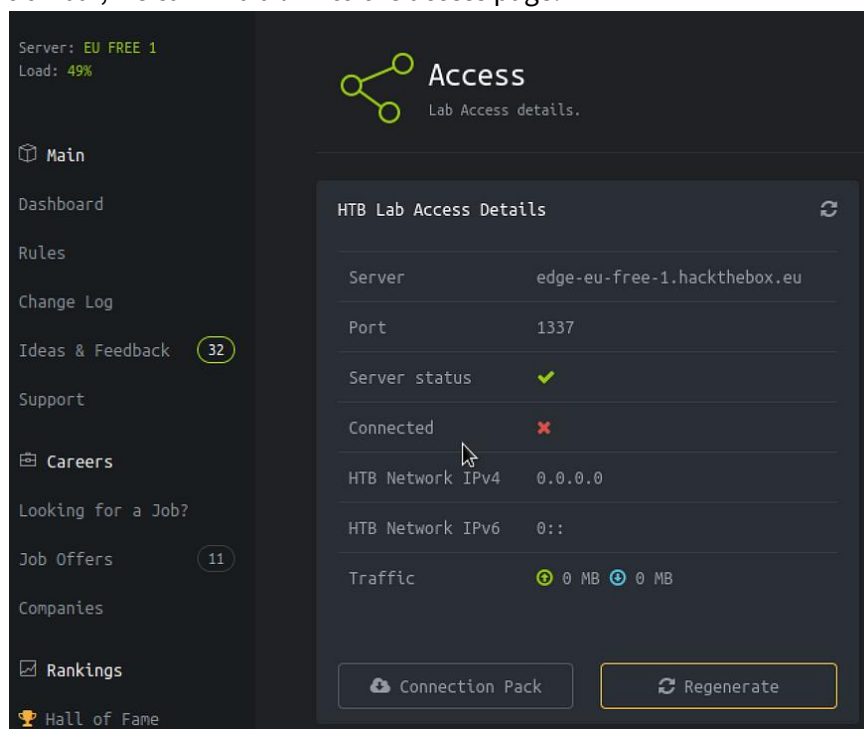 Server: EU FREE 1
Load: 49%
Main
Dashboard
Rules
Change Log
Ideas & Feedback 32
Support
Careers
Looking for a Job?
Job Offers 11
Companies
Rankings
Hall of Fame
Access
Lab Access details.
HTB Lab Access Details
Server edge-eu-free-1.hackthebox.eu
Port 1337
Server status
Connected
HTB Network IPv4 0.0.0.0
HTB Network IPv6 0::
Traffic 0 MB 0 MB
Connection Pack Regenerate